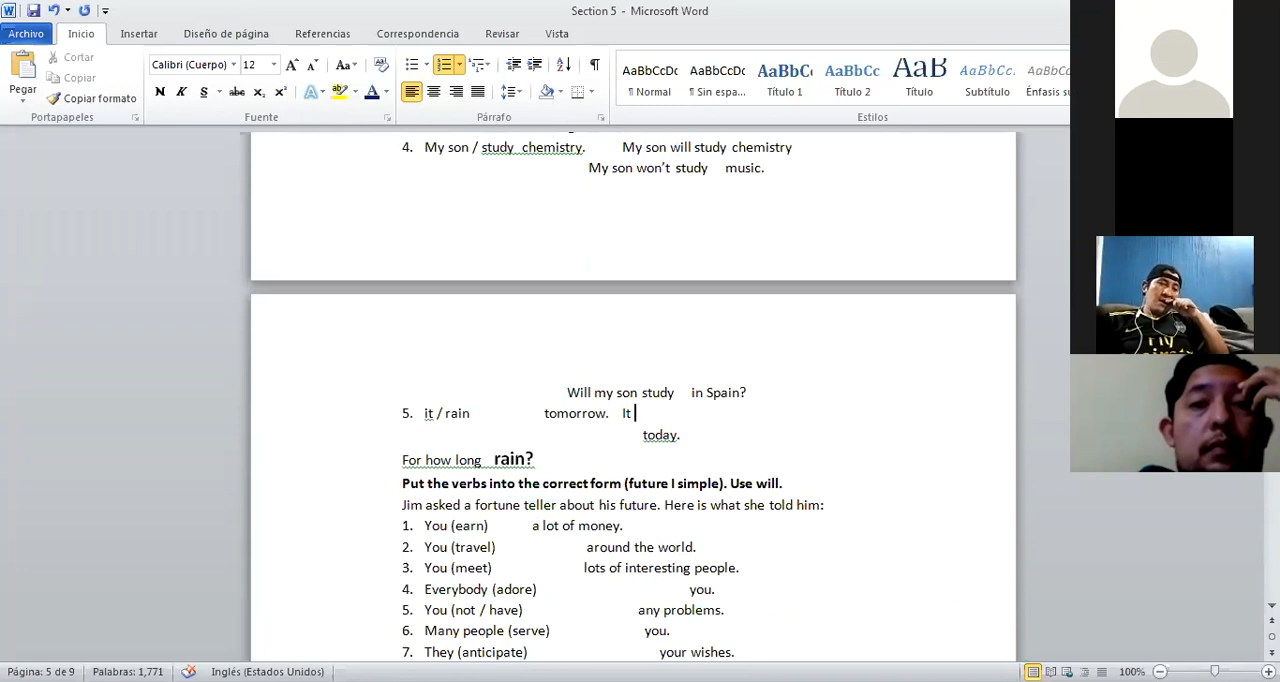 Section 5 - Microsoft Word
Archivo Inicio Insertar Diseño de página Referencias Correspondencia Revisar Vista
Pegar Cortar
Copiar
Copiar formato
Portapapeles
Calibri (Cuerpo) 12
Fuente
Párrafo
AaBbCcDc AaBbCcDc AaBbC AaBbCc AaB AaBbCcDc AaBbCcDc
¶ Normal ¶ Sin espa... Título 1 Título 2 Título Subtítulo Énfasis su
Estilos
4. My son / study chemistry. My son will study chemistry
My son won't study music.
Will my son study in Spain?
5. it / rain tomorrow. It
today.
For how long rain?
Put the verbs into the correct form (future I simple). Use will.
Jim asked a fortune teller about his future. Here is what she told him:
1. You (earn) a lot of money.
2. You (travel) around the world.
3. You (meet) lots of interesting people.
4. Everybody (adore) you.
5. You (not / have) any problems.
6. Many people (serve) you.
7. They (anticipate) your wishes.
Página: 5 de 9 Palabras: 1,771 Inglés (Estados Unidos) 100%